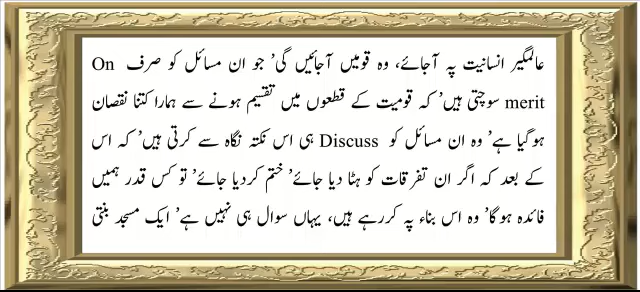 عالمگیر انسانیت پہ آجائے، وہ قومیں آجائیں گی’ جو ان مسائل کو صرف On
merit سوچتی ہیں’ کہ قومیت کے قطعوں میں تقسیم ہونے سے ہمارا کتنا نقصان
ہوگیا ہے’ وہ ان مسائل کو Discuss ہی اس نکتہ نگاہ سے کرتی ہیں’ کہ اس
کے بعد کہ اگر ان تفرقات کو ہٹا دیا جائے’ ختم کردیا جائے’ تو کس قدر ہمیں
فائدہ ہوگا’ وہ اس بناء پہ کررہے ہیں، یہاں سوال ہی نہیں ہے’ ایک مسجد بنتی